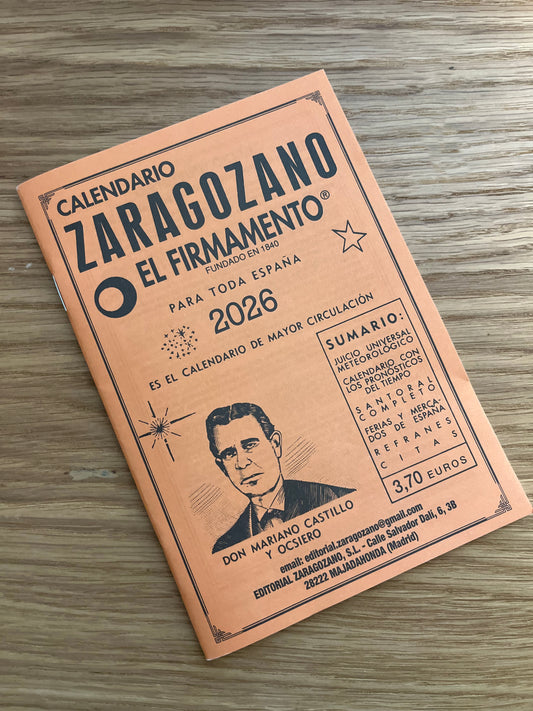 CALENDARIO
ZARAGOZANO
EL FIRMAMENTO®
FUNDADO EN 1840
PARA TODA ESPAÑA
2026
ES EL CALENDARIO DE MAYOR CIRCULACIÓN
SUMARIO:
JUICIO UNIVERSAL
METEOROLÓGICO
CALENDARIO CON
LOS PRONÓSTICOS
DEL TIEMPO
SANTORAL
COMPLETO
FERIAS Y MERCA-
DOS DE ESPAÑA
REFRANES
CITAS
3,70 EUROS
DON MARIANO CASTILLO
Y OCSIERO
email: editorial.zaragozano@gmail.com
EDITORIAL ZARAGOZANO, S.L. - Calle Salvador Dalí, 6, 3B
28222 MAJADAHONDA (Madrid)